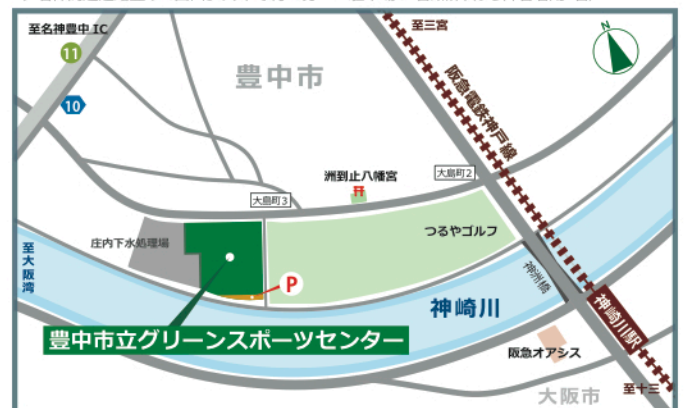 至名神豊中 IC
11
10
豊中市
至三宮
N
阪急電鉄神戸線
洲到止八幡宮
大島町2
大島町3
庄内下水処理場
つるやゴルフ
至大阪湾
P
神崎川
神洲橋
神崎川駅
豊中市立グリーンスポーツセンター
阪急オアシス
大阪市
至十三